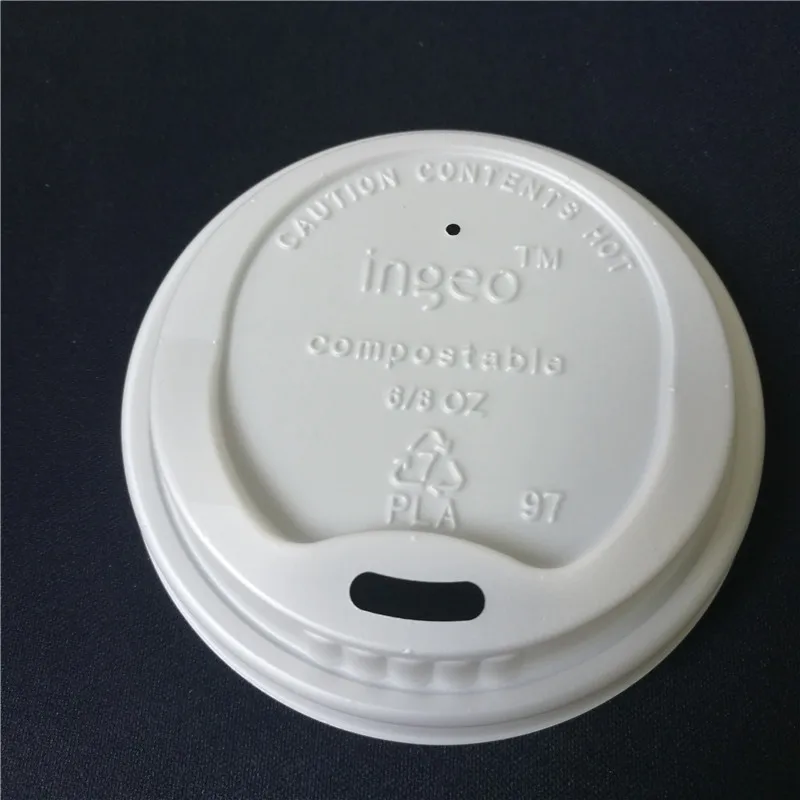 CAUTION CONTENTS HOT
ingeo™
compostable
6/8 OZ
7
PLA
97